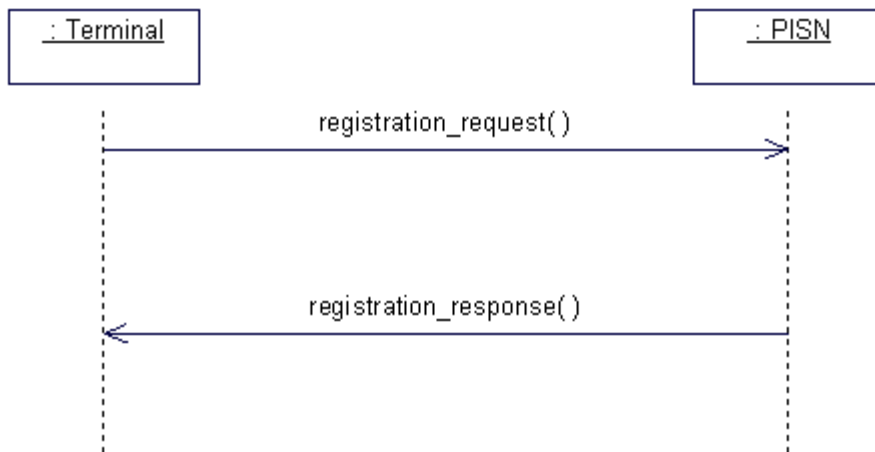 : Terminal
: PISN
registration_request( )
registration_response( )